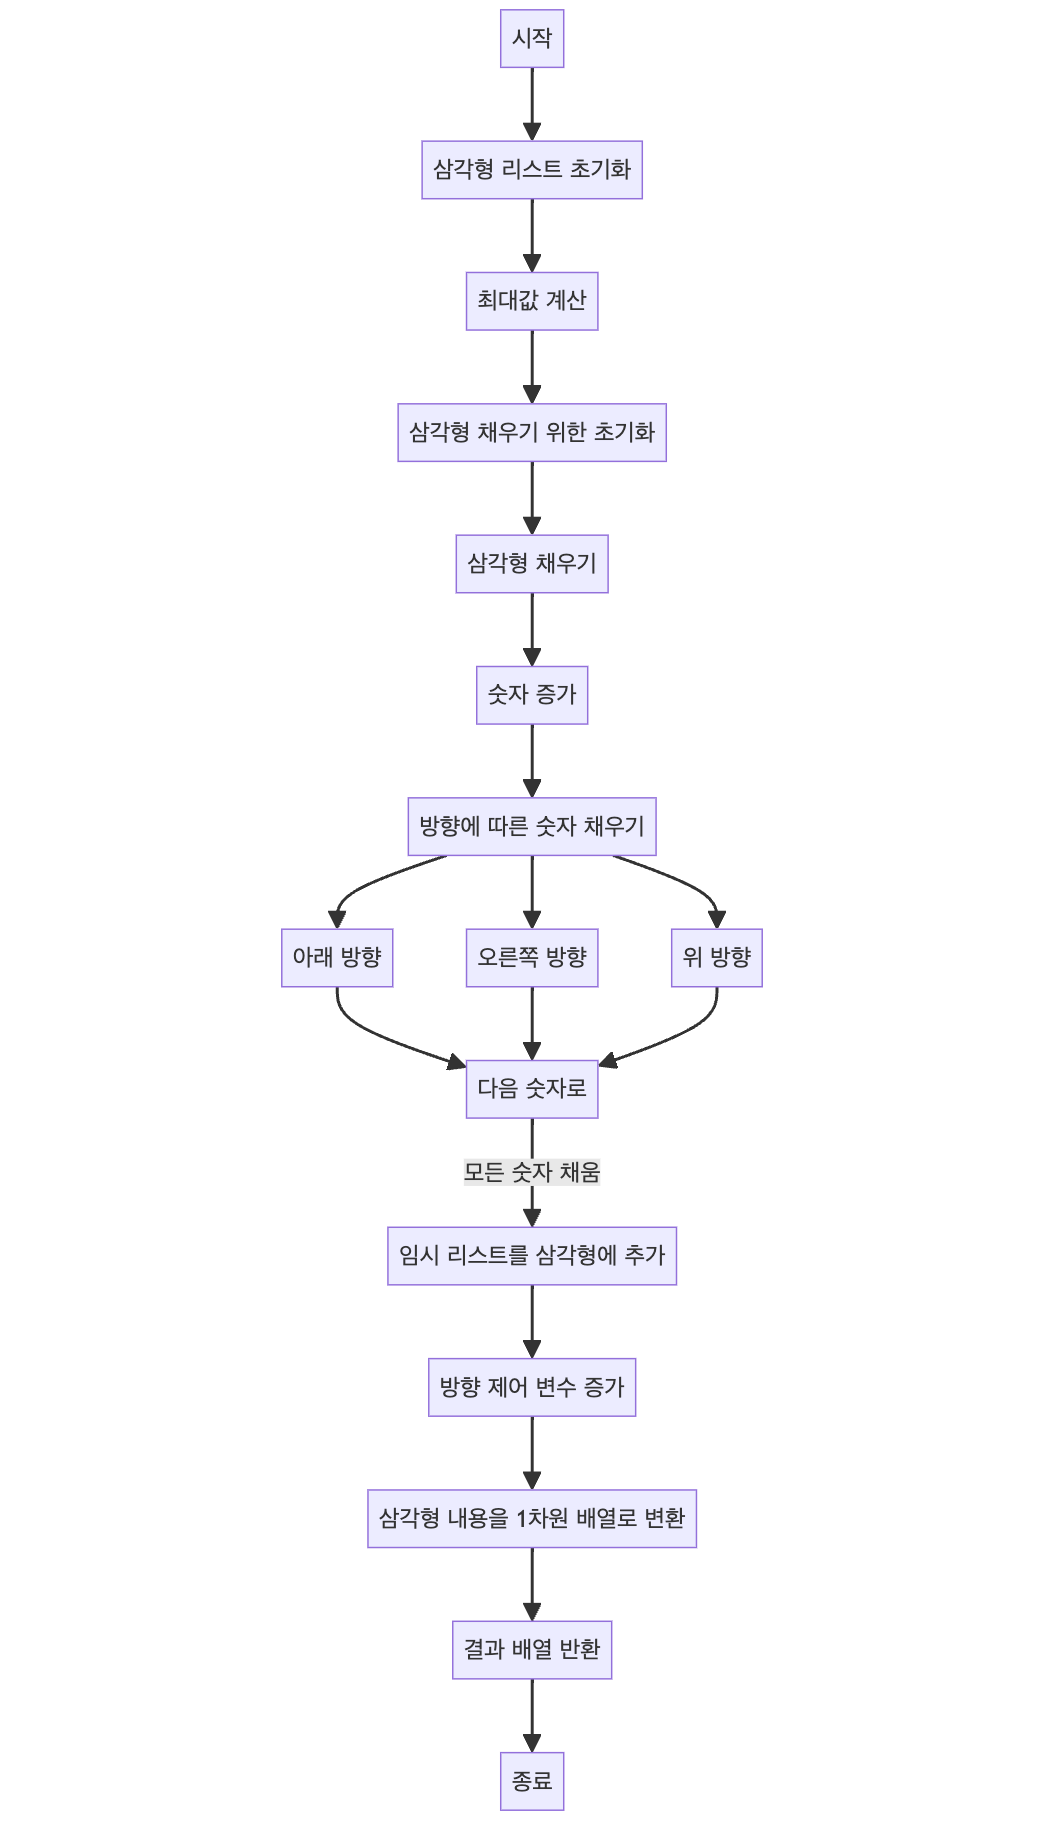 시작
삼각형 리스트 초기화
최대값 계산
삼각형 채우기 위한 초기화
삼각형 채우기
숫자 증가
방향에 따른 숫자 채우기
아래 방향
오른쪽 방향
위 방향
다음 숫자로
모든 숫자 채움
임시 리스트를 삼각형에 추가
방향 제어 변수 증가
삼각형 내용을 1차원 배열로 변환
결과 배열 반환
종료